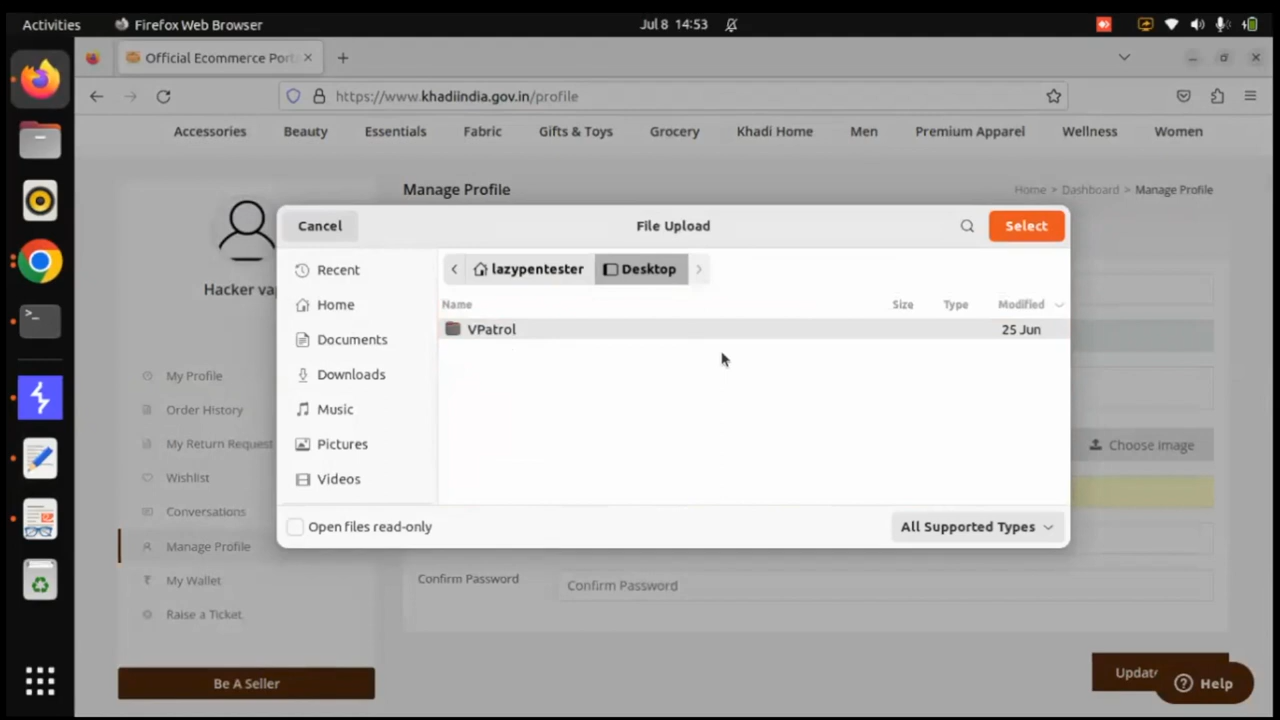 Activities
Firefox Web Browser
Jul 8 14:53
Official Ecommerce Port
https://www.khadiindia.gov.in/profile
Accessories Beauty Essentials Fabric Gifts & Toys Grocery Khadi Home Men Premium Apparel Wellness Women
Manage Profile
Home > Dashboard > Manage Profile
Cancel
File Upload
Select
Recent
Home
Documents
Downloads
Music
Pictures
Videos
lazypentester
Desktop
Name Size Type Modified
VPatrol 25 Jun
Open files read-only
All Supported Types
Hacker va
My Profile
Order History
My Return Request
Wishlist
Conversations
Manage Profile
My Wallet
Raise a Ticket
Be A Seller
Choose image
Confirm Password
Confirm Password
Update
Help